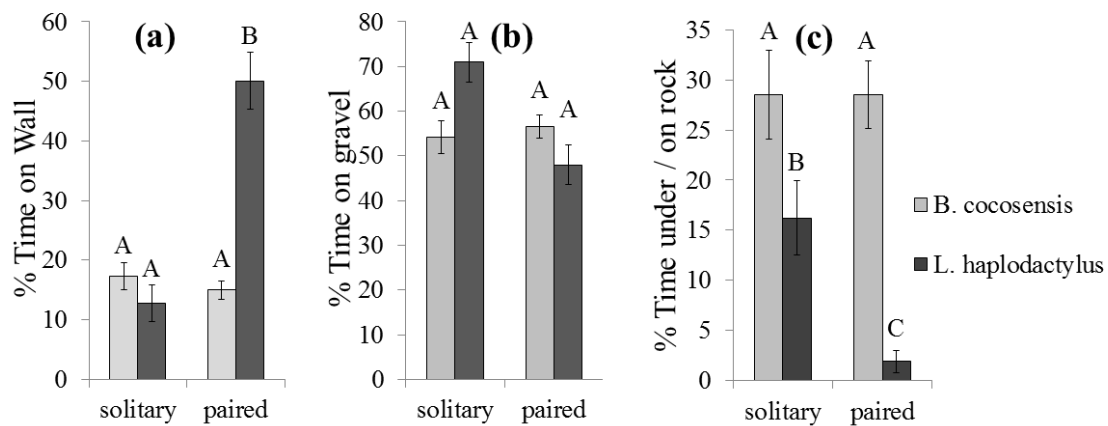 (a)
% Time on Wall
60
50
40
30
20
10
0
A
A
A
B
solitary
paired
(b)
% Time on gravel
80
70
60
50
40
30
20
10
0
A
A
A
A
solitary
paired
(c)
% Time under / on rock
35
30
25
20
15
10
5
0
A
B
A
C
solitary
paired
B. cocosensis
L. haplodactylus